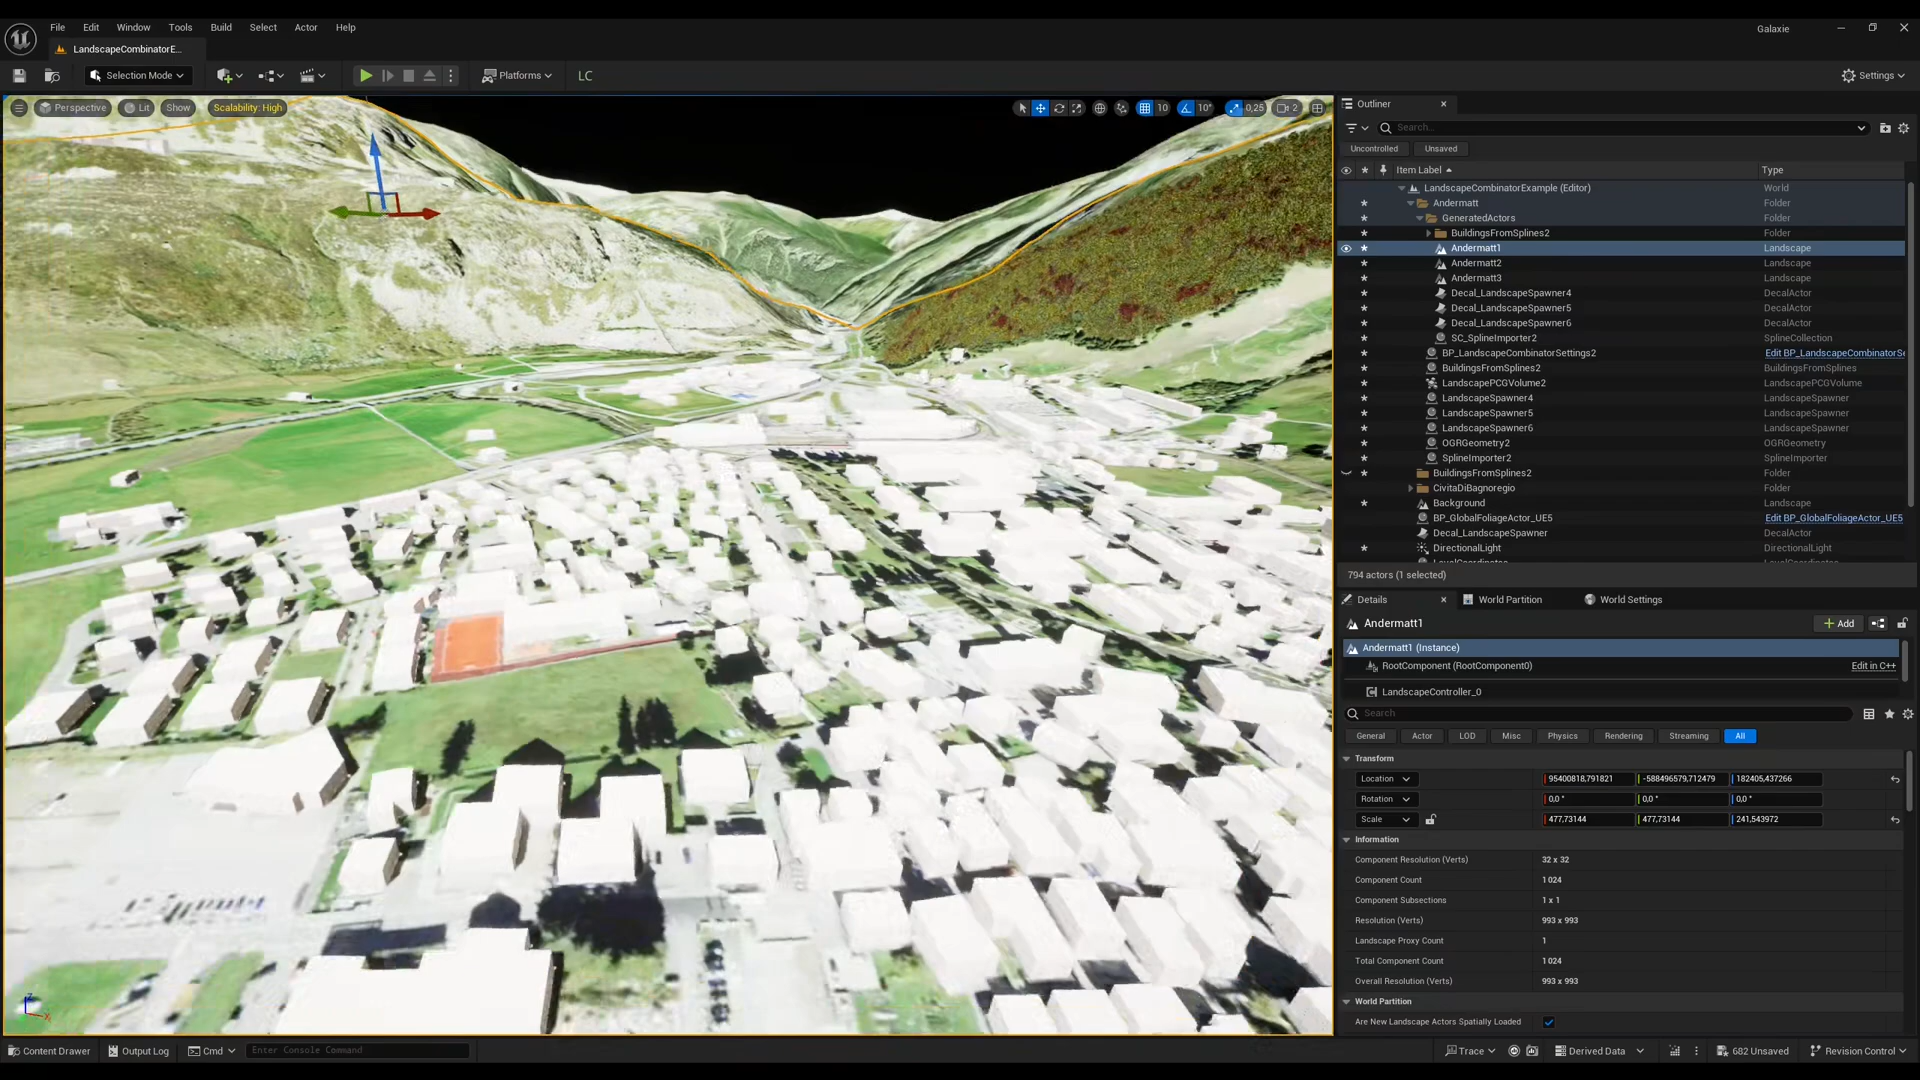 File Edit Window Tools Build Select Actor Help
Galaxie
LandscapeCombinatorE...
Selection Mode
Platforms
LC
Settings
Perspective Lit Show Scalability: High
10 10° 0,25 2
Outliner
Search...
Uncontrolled Unsaved
Item Label Type
LandscapeCombinatorExample (Editor) World
Andermatt Folder
GeneratedActors Folder
BuildingsFromSplines2 Folder
Andermatt1 Landscape
Andermatt2 Landscape
Andermatt3 Landscape
Decal_LandscapeSpawner4 DecalActor
Decal_LandscapeSpawner5 DecalActor
Decal_LandscapeSpawner6 DecalActor
SC_SplineImporter2 SplineCollection
BP_LandscapeCombinatorSettings2 Edit BP_LandscapeCombinatorSe
BuildingsFromSplines2 BuildingsFromSplines
LandscapePCGVolume2 LandscapePCGVolume
LandscapeSpawner4 LandscapeSpawner
LandscapeSpawner5 LandscapeSpawner
LandscapeSpawner6 LandscapeSpawner
OGRGeometry2 OGRGeometry
SplineImporter2 SplineImporter
BuildingsFromSplines2 Folder
CivitaDiBagnoregio Folder
Background Landscape
BP_GlobalFoliageActor_UE5 Edit BP_GlobalFoliageActor_UE5
Decal_LandscapeSpawner DecalActor
DirectionalLight DirectionalLight
794 actors (1 selected)
Details World Partition World Settings
Andermatt1
Add
Andermatt1 (Instance)
RootComponent (RootComponent0) Edit in C++
LandscapeController_0
Search
General Actor LOD Misc Physics Rendering Streaming All
Transform
Location 95400818,791821 -588496579,712479 182405,437266
Rotation 0,0 ° 0,0 ° 0,0 °
Scale 477,73144 477,73144 241,543972
Information
Component Resolution (Verts) 32 x 32
Component Count 1 024
Component Subsections 1 x 1
Resolution (Verts) 993 x 993
Landscape Proxy Count 1
Total Component Count 1 024
Overall Resolution (Verts) 993 x 993
World Partition
Are New Landscape Actors Spatially Loaded
Content Drawer Output Log Cmd Enter Console Command
Trace Derived Data 682 Unsaved Revision Control